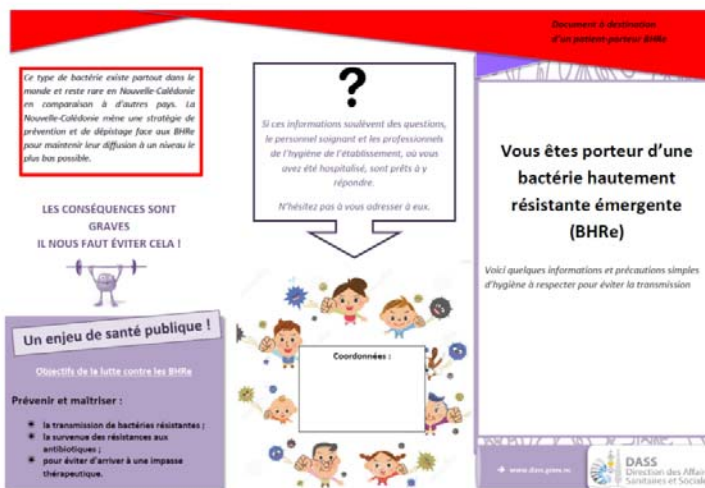 Document à destination
d'un patient-porteur BHRe
Ce type de bactérie existe partout dans le
monde et reste rare en Nouvelle-Calédonie
en comparaison à d'autres pays. La
Nouvelle-Calédonie mène une stratégie de
prévention et de dépistage face aux BHRe
pour maintenir leur diffusion à un niveau le
plus bas possible.
LES CONSÉQUENCES SONT
GRAVES
IL NOUS FAUT ÉVITER CELA !
Un enjeu de santé publique !
Objectifs de la lutte contre les BHRe
Prévenir et maîtriser :
la transmission de bactéries résistantes ;
la survenue des résistances aux
antibiotiques ;
pour éviter d'arriver à une impasse
thérapeutique.
?
Si ces informations soulèvent des questions,
le personnel soignant et les professionnels
de l'hygiène de l'établissement, où vous
avez été hospitalisé, sont prêts à y
répondre.
N'hésitez pas à vous adresser à eux.
Coordonnées :
Vous êtes porteur d'une
bactérie hautement
résistante émergente
(BHRe)
Voici quelques informations et précautions simples
d'hygiène à respecter pour éviter la transmission
www.dass.gouv.nc
DASS
Direction des Affair
Sanitaires et Sociale